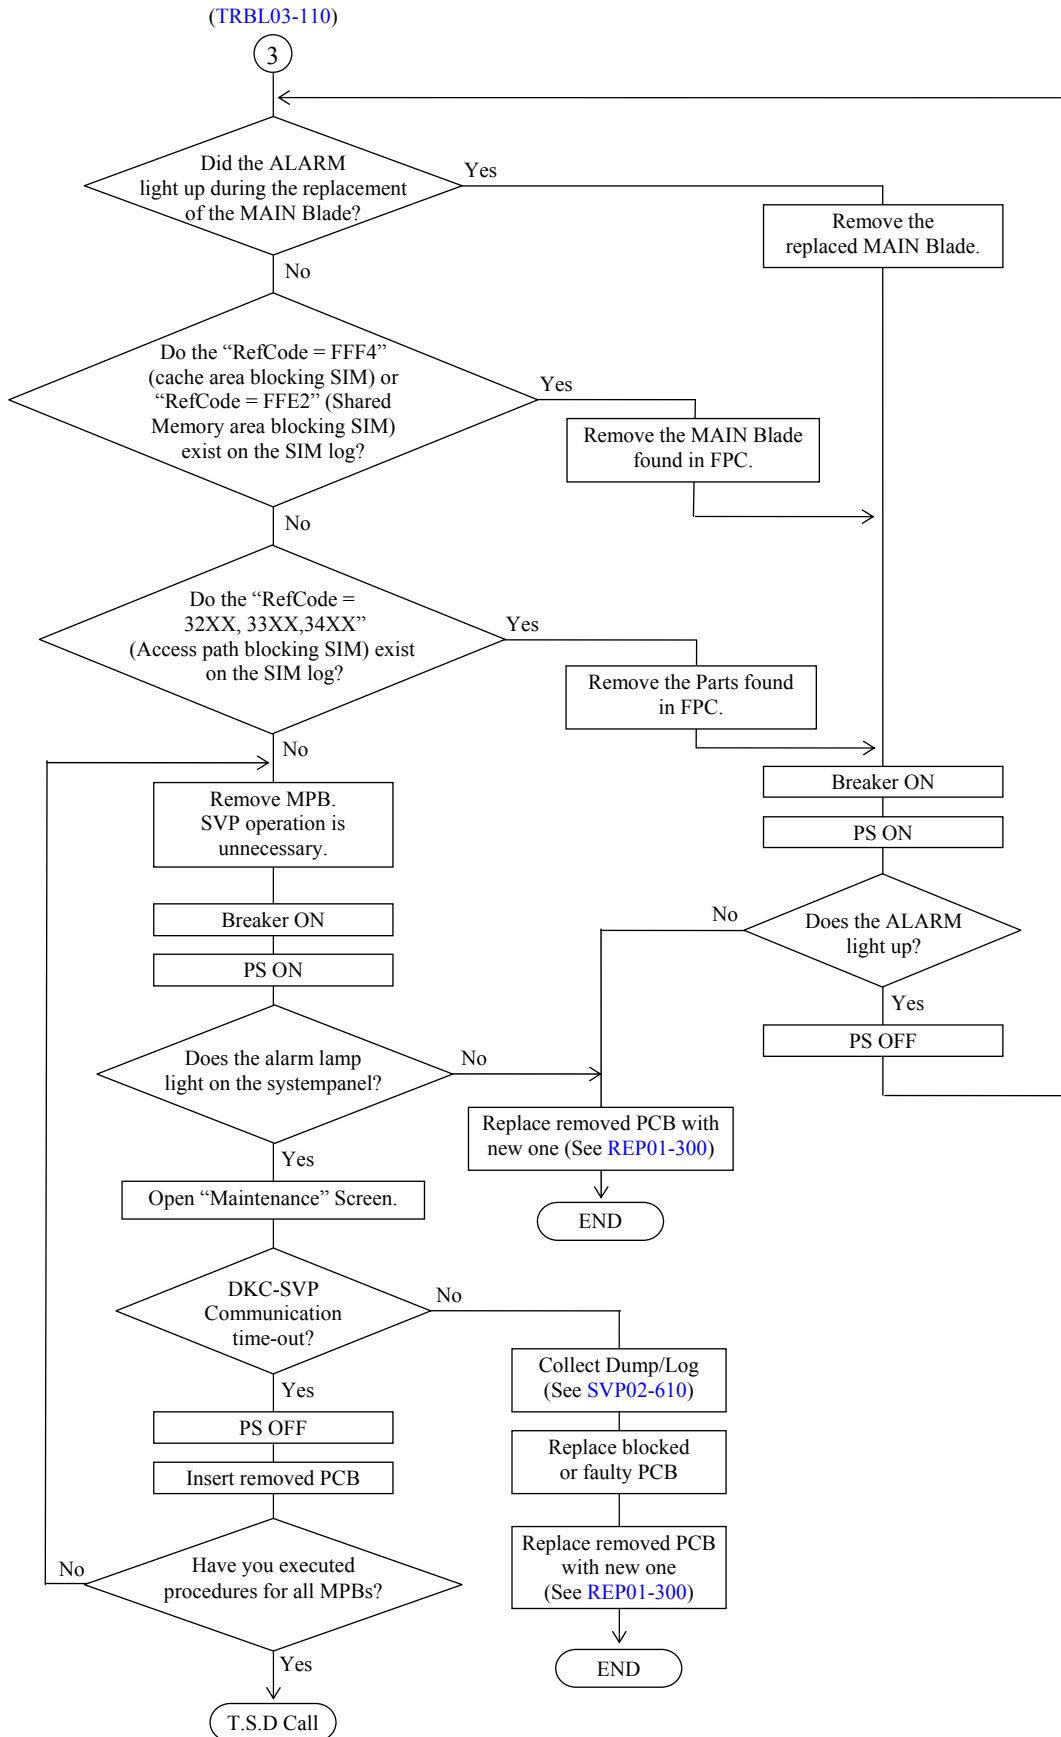 (TRBL03-110)
3
Did the ALARM
light up during the replacement
of the MAIN Blade?
Yes
Remove the
replaced MAIN Blade.
No
Do the “RefCode = FFF4”
(cache area blocking SIM) or
“RefCode = FFE2” (Shared
Memory area blocking SIM)
exist on the SIM log?
Yes
Remove the MAIN Blade
found in FPC.
No
Do the “RefCode =
32XX, 33XX,34XX”
(Access path blocking SIM) exist
on the SIM log?
Yes
Remove the Parts found
in FPC.
No
Remove MPB.
SVP operation is
unnecessary.
Breaker ON
PS ON
Breaker ON
PS ON
Does the ALARM
light up?
No
Yes
PS OFF
Does the alarm lamp
light on the systempanel?
No
Replace removed PCB with
new one (See REP01-300)
END
Yes
Open “Maintenance” Screen.
DKC-SVP
Communication
time-out?
No
Collect Dump/Log
(See SVP02-610)
Replace blocked
or faulty PCB
Replace removed PCB
with new one
(See REP01-300)
END
Yes
PS OFF
Insert removed PCB
Have you executed
procedures for all MPBs?
No
Yes
T.S.D Call